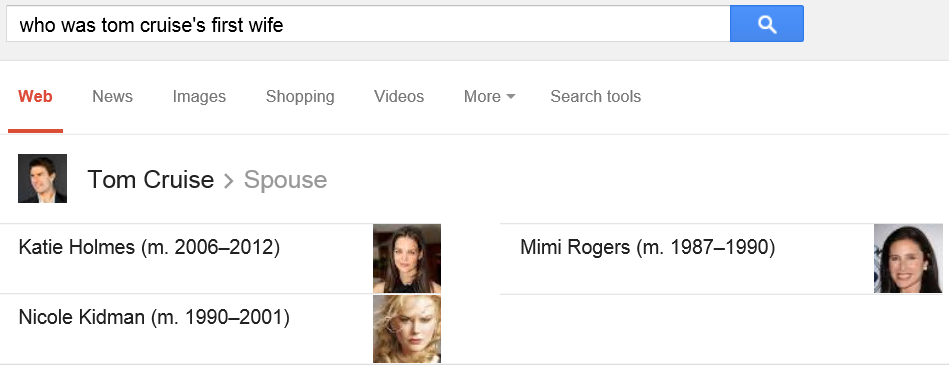 who was tom cruise's first wife
Web News Images Shopping Videos More Search tools
Tom Cruise > Spouse
Katie Holmes (m. 2006–2012)
Mimi Rogers (m. 1987–1990)
Nicole Kidman (m. 1990–2001)